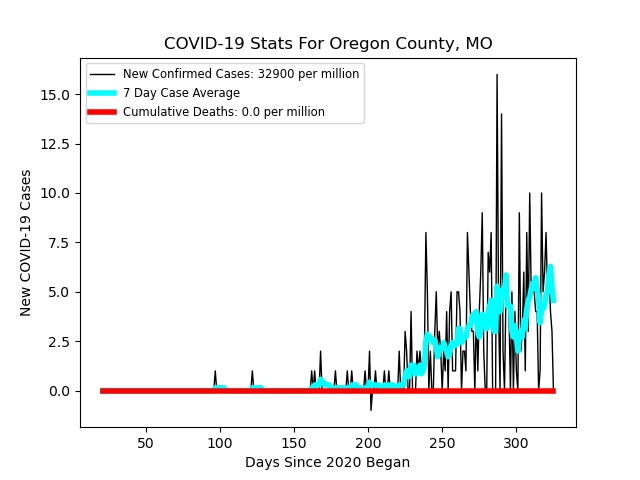 COVID-19 Stats For Oregon County, MO
New Confirmed Cases: 32900 per million
7 Day Case Average
Cumulative Deaths: 0.0 per million
New COVID-19 Cases
15.0
12.5
10.0
7.5
5.0
2.5
0.0
50 100 150 200 250 300
Days Since 2020 Began